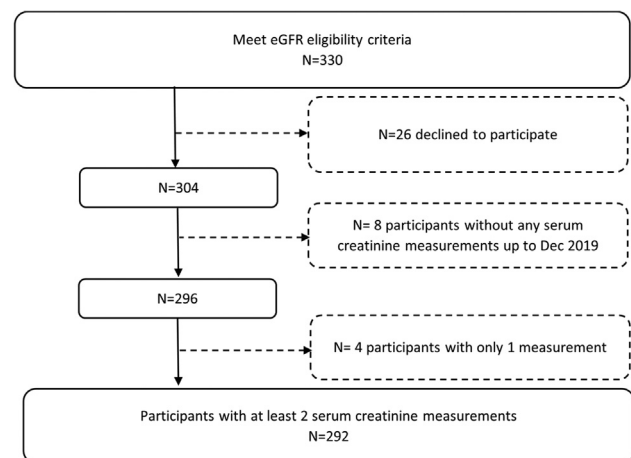 Meet eGFR eligibility criteria
N=330
N=26 declined to participate
N=304
N= 8 participants without any serum
creatinine measurements up to Dec 2019
N=296
N= 4 participants with only 1 measurement
Participants with at least 2 serum creatinine measurements
N=292